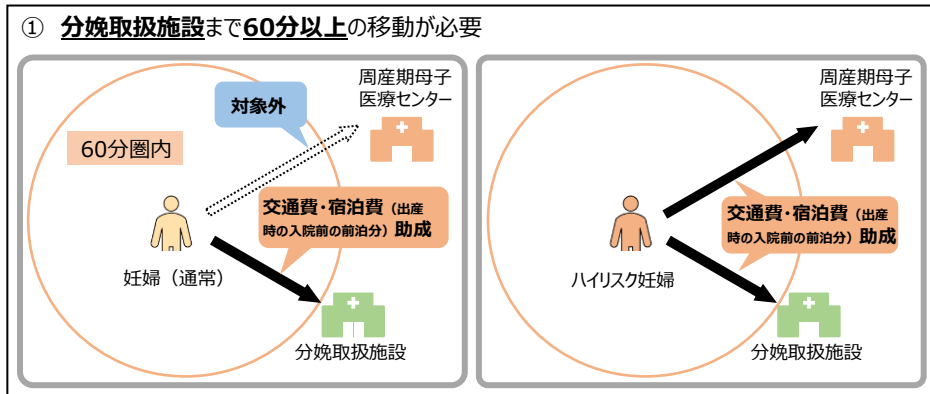 ① 分娩取扱施設まで60分以上の移動が必要
周産期母子
医療センター
対象外
60分圏内
交通費・宿泊費（出産
時の入院前の前泊分）助成
妊婦（通常）
分娩取扱施設
周産期母子
医療センター
交通費・宿泊費（出産
時の入院前の前泊分）助成
ハイリスク妊婦
分娩取扱施設